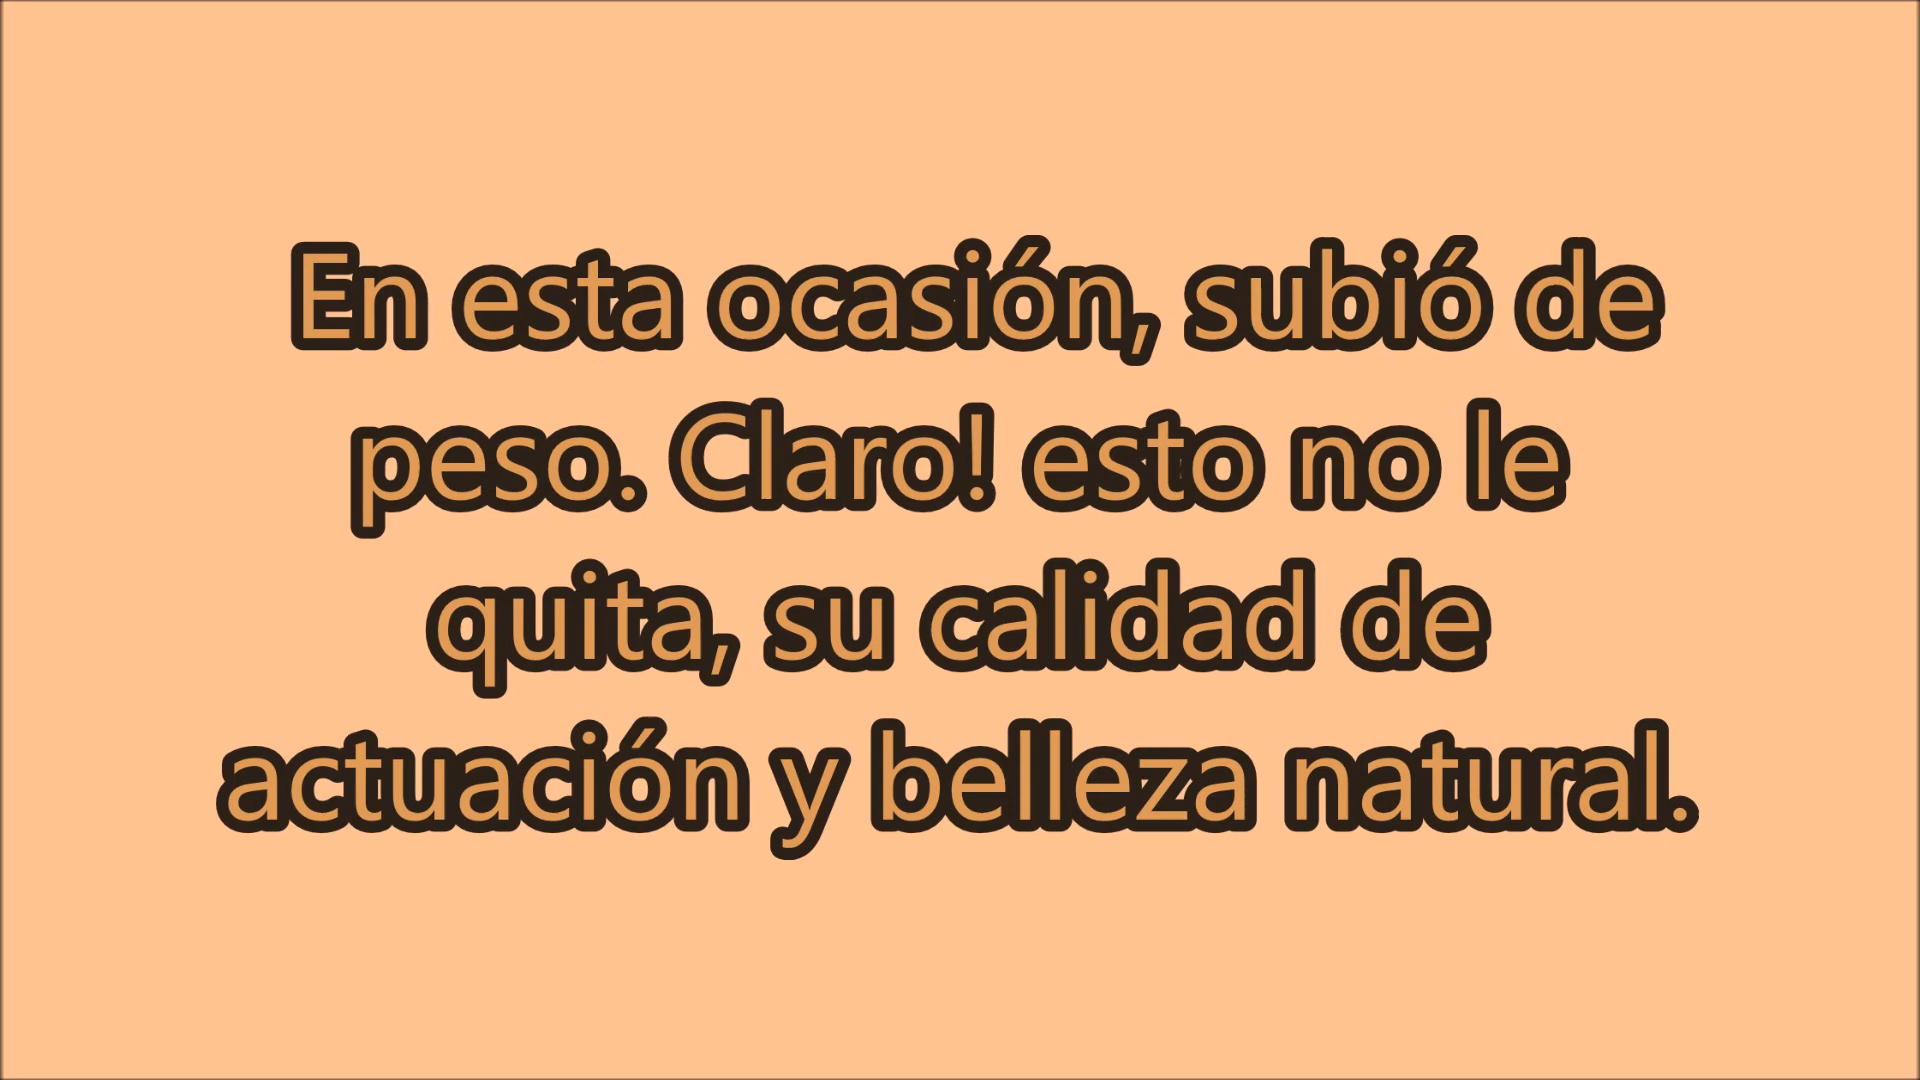 En esta ocasión, subió de
peso. Claro! esto no le
quita, su calidad de
actuación y belleza natural.